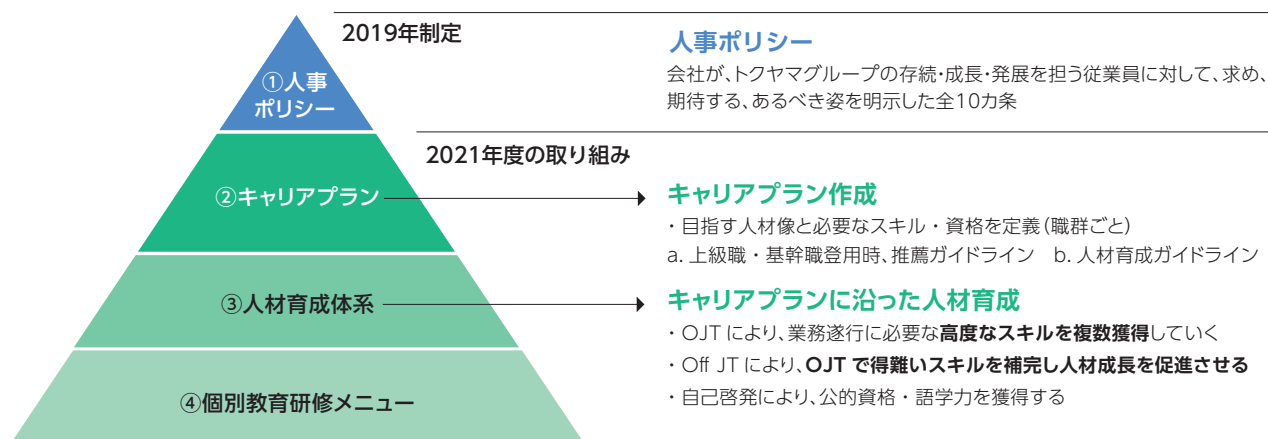 2019年制定
①人事
ポリシー
人事ポリシー
会社が、トクヤマグループの存続・成長・発展を担う従業員に対して、求め、
期待する、あるべき姿を明示した全10カ条
2021年度の取り組み
②キャリアプラン
キャリアプラン作成
・目指す人材像と必要なスキル・資格を定義(職群ごと)
a. 上級職・基幹職登用時、推薦ガイドライン b. 人材育成ガイドライン
③人材育成体系
キャリアプランに沿った人材育成
・OJT により、業務遂行に必要な高度なスキルを複数獲得していく
・Off JT により、OJT で得難いスキルを補完し人材成長を促進させる
・自己啓発により、公的資格・語学力を獲得する
④個別教育研修メニュー